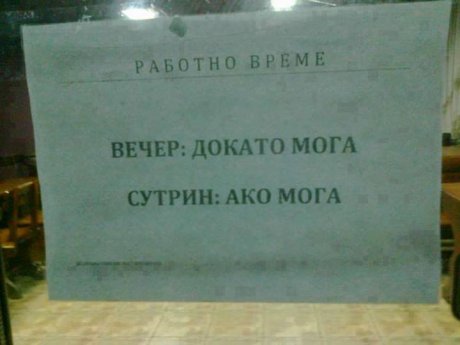 РАБОТНО ВРЕМЕ
ВЕЧЕР: ДОКАТО МОГА
СУТРИН: АКО МОГА